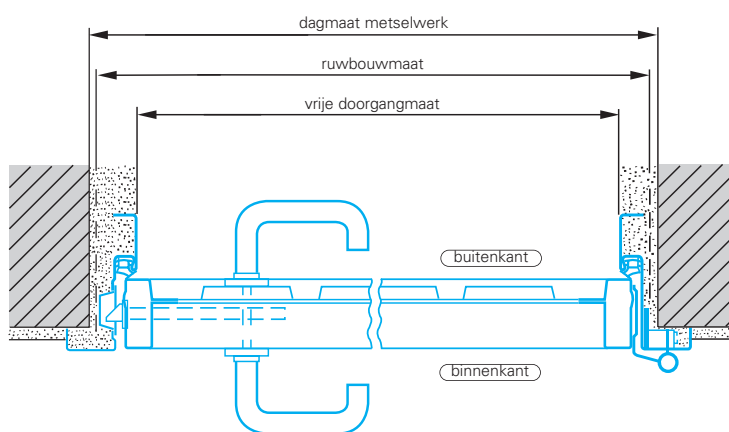 dagmaat metselwerk
ruwbouwmaat
vrije doorgangmaat
buitenkant
binnenkant